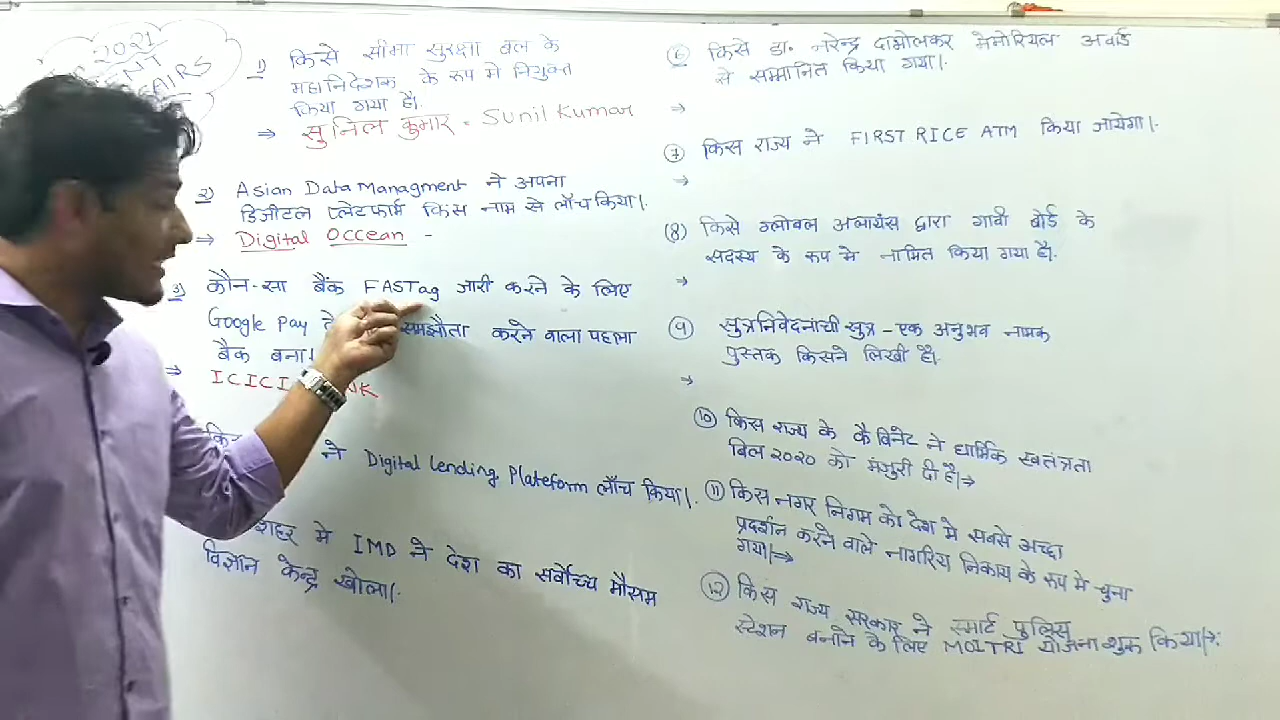 2021
1) किसे सीमा सुरक्षा बल के
महानिदेशक के रूप मे नियुक्त
किया गया है।.
⇒ सुनिल कुमार = Sunil Kumar
2) Asian Data Managment ने अपना
डिजीटल प्लेटफार्म किस नाम से लाँच किया।.
⇒ Digital Occean -
3) कौन-सा बैंक FASTag जारी करने के लिए
Google Pay समझौता करने वाला पहला
बैंक बना।
⇒ ICICI
ने Digital Lending Plateform लाँच किया।.
शहर मे IMD ने देश का सर्वोच्च मौसम
विज्ञान केन्द्र खोला।.
6) किसे डा. नरेन्द्र दाभोलकर मेमोरियल अवार्ड
से सम्मानित किया गया।.
⇒
7) किस राज्य ने FIRST RICE ATM किया जायेगा।.
⇒
(8) किसे ग्लोबल अलायंस द्वारा गावी बोर्ड के
सदस्य के रूप मे नामित किया गया है।.
⇒
9) सुत्रनिवेदनाची सुत्र - एक अनुभव नामक
पुस्तक किसने लिखी है।.
⇒
10) किस राज्य के कैबिनेट ने धार्मिक स्वतंत्रता
बिल 2020 को मंजुरी दी है।→
11) किस नगर निगम को देश मे सबसे अच्छा
प्रदर्शन करने वाले नागरिय निकाय के रूप मे चुना
गया।→
12) किस राज्य सरकार ने स्मार्ट पुलिस
स्टेशन बनाने के लिए MOITRI योजना शुरू किया।→